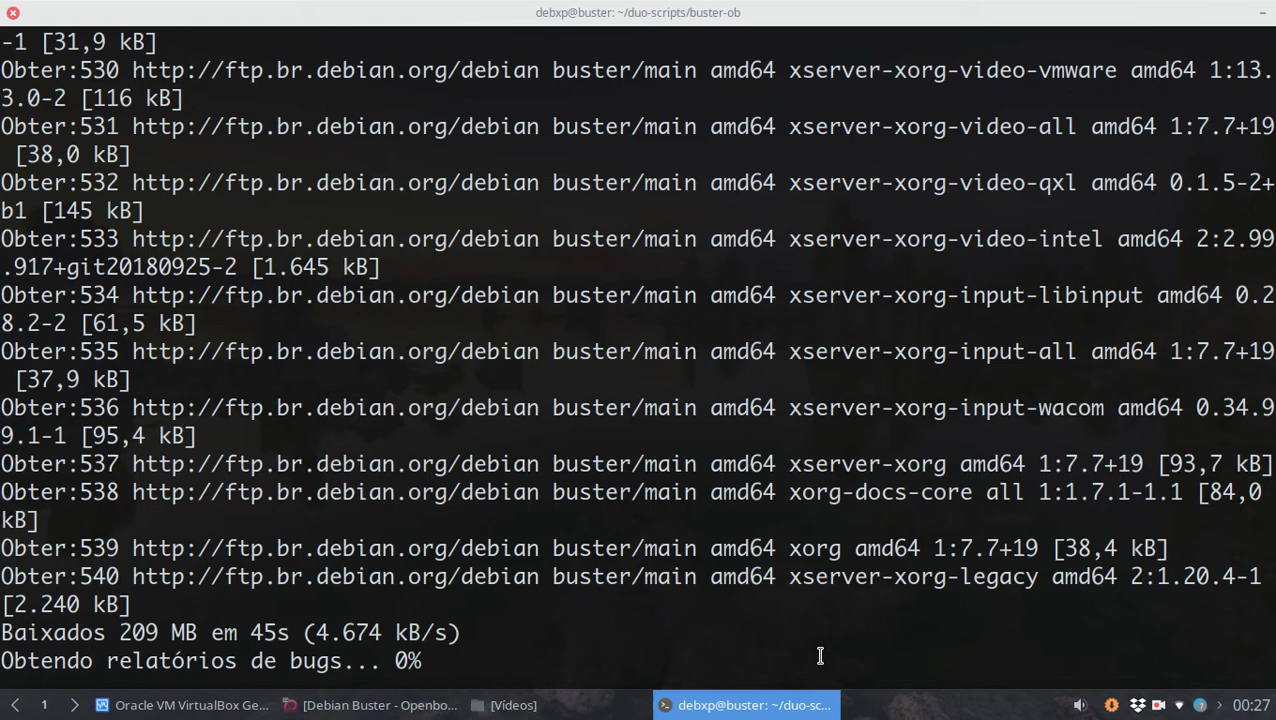 debxp@buster: ~/duo-scripts/buster-ob
-1 [31,9 kB]
Obter:530 http://ftp.br.debian.org/debian buster/main amd64 xserver-xorg-video-vmware amd64 1:13.
3.0-2 [116 kB]
Obter:531 http://ftp.br.debian.org/debian buster/main amd64 xserver-xorg-video-all amd64 1:7.7+19
[38,0 kB]
Obter:532 http://ftp.br.debian.org/debian buster/main amd64 xserver-xorg-video-qxl amd64 0.1.5-2+
b1 [145 kB]
Obter:533 http://ftp.br.debian.org/debian buster/main amd64 xserver-xorg-video-intel amd64 2:2.99
.917+git20180925-2 [1.645 kB]
Obter:534 http://ftp.br.debian.org/debian buster/main amd64 xserver-xorg-input-libinput amd64 0.2
8.2-2 [61,5 kB]
Obter:535 http://ftp.br.debian.org/debian buster/main amd64 xserver-xorg-input-all amd64 1:7.7+19
[37,9 kB]
Obter:536 http://ftp.br.debian.org/debian buster/main amd64 xserver-xorg-input-wacom amd64 0.34.9
9.1-1 [95,4 kB]
Obter:537 http://ftp.br.debian.org/debian buster/main amd64 xserver-xorg amd64 1:7.7+19 [93,7 kB]
Obter:538 http://ftp.br.debian.org/debian buster/main amd64 xorg-docs-core all 1:1.7.1-1.1 [84,0
kB]
Obter:539 http://ftp.br.debian.org/debian buster/main amd64 xorg amd64 1:7.7+19 [38,4 kB]
Obter:540 http://ftp.br.debian.org/debian buster/main amd64 xserver-xorg-legacy amd64 2:1.20.4-1
[2.240 kB]
Baixados 209 MB em 45s (4.674 kB/s)
Obtendo relatórios de bugs... 0%
1 Oracle VM VirtualBox Ge... [Debian Buster - Openbo... [Vídeos] debxp@buster: ~/duo-sc... 00:27